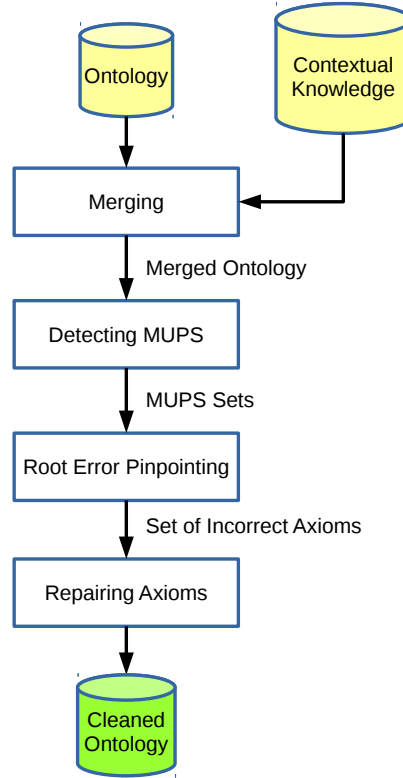 Ontology
Contextual
Knowledge
Merging
Merged Ontology
Detecting MUPS
MUPS Sets
Root Error Pinpointing
Set of Incorrect Axioms
Repairing Axioms
Cleaned
Ontology